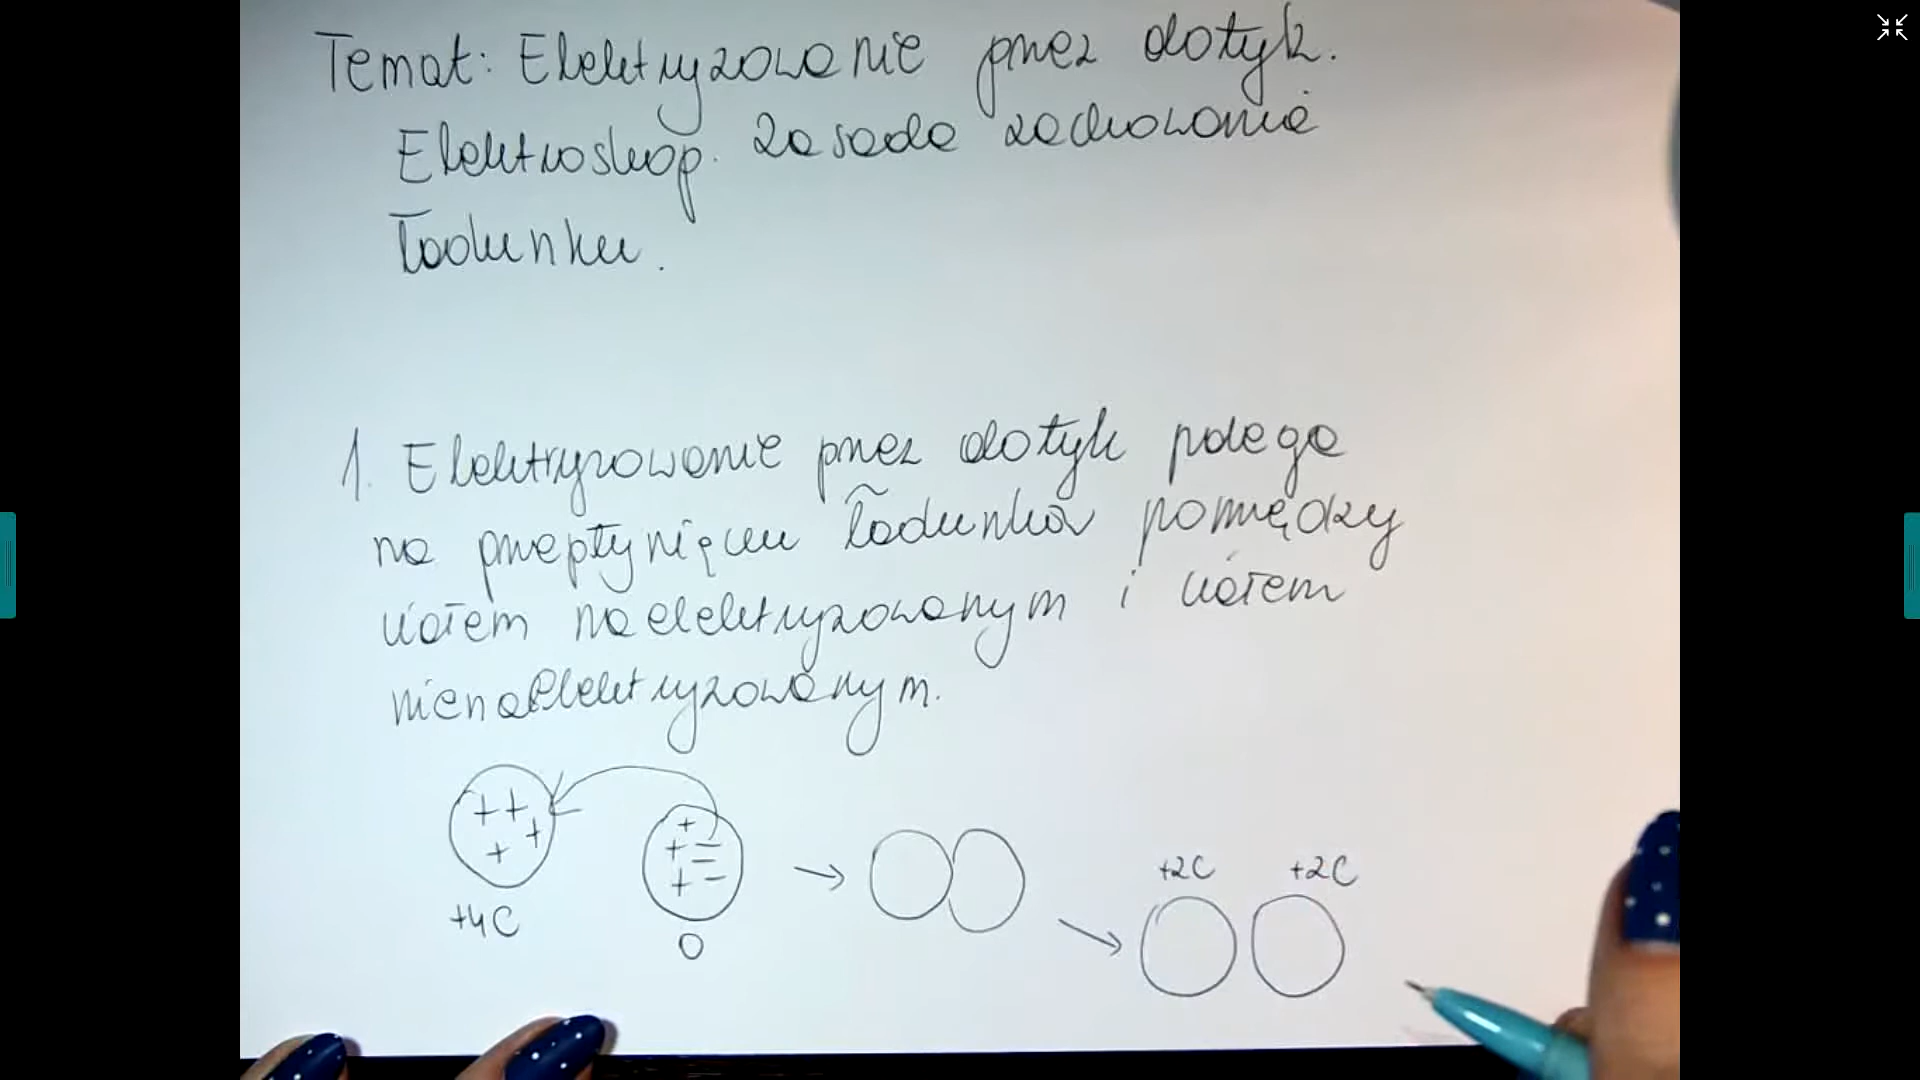 Temat: Elektryzowanie przez dotyk.
Elektroskop. Zasada zachowania
ładunku.
1. Elektryzowanie przez dotyk polega
na przepłynięciu ładunków pomiędzy
ciałem naelektryzowanym i ciałem
nienaelektryzowanym.
+ +
+
+
+4C
+
+ =
+ -
0
+2C +2C